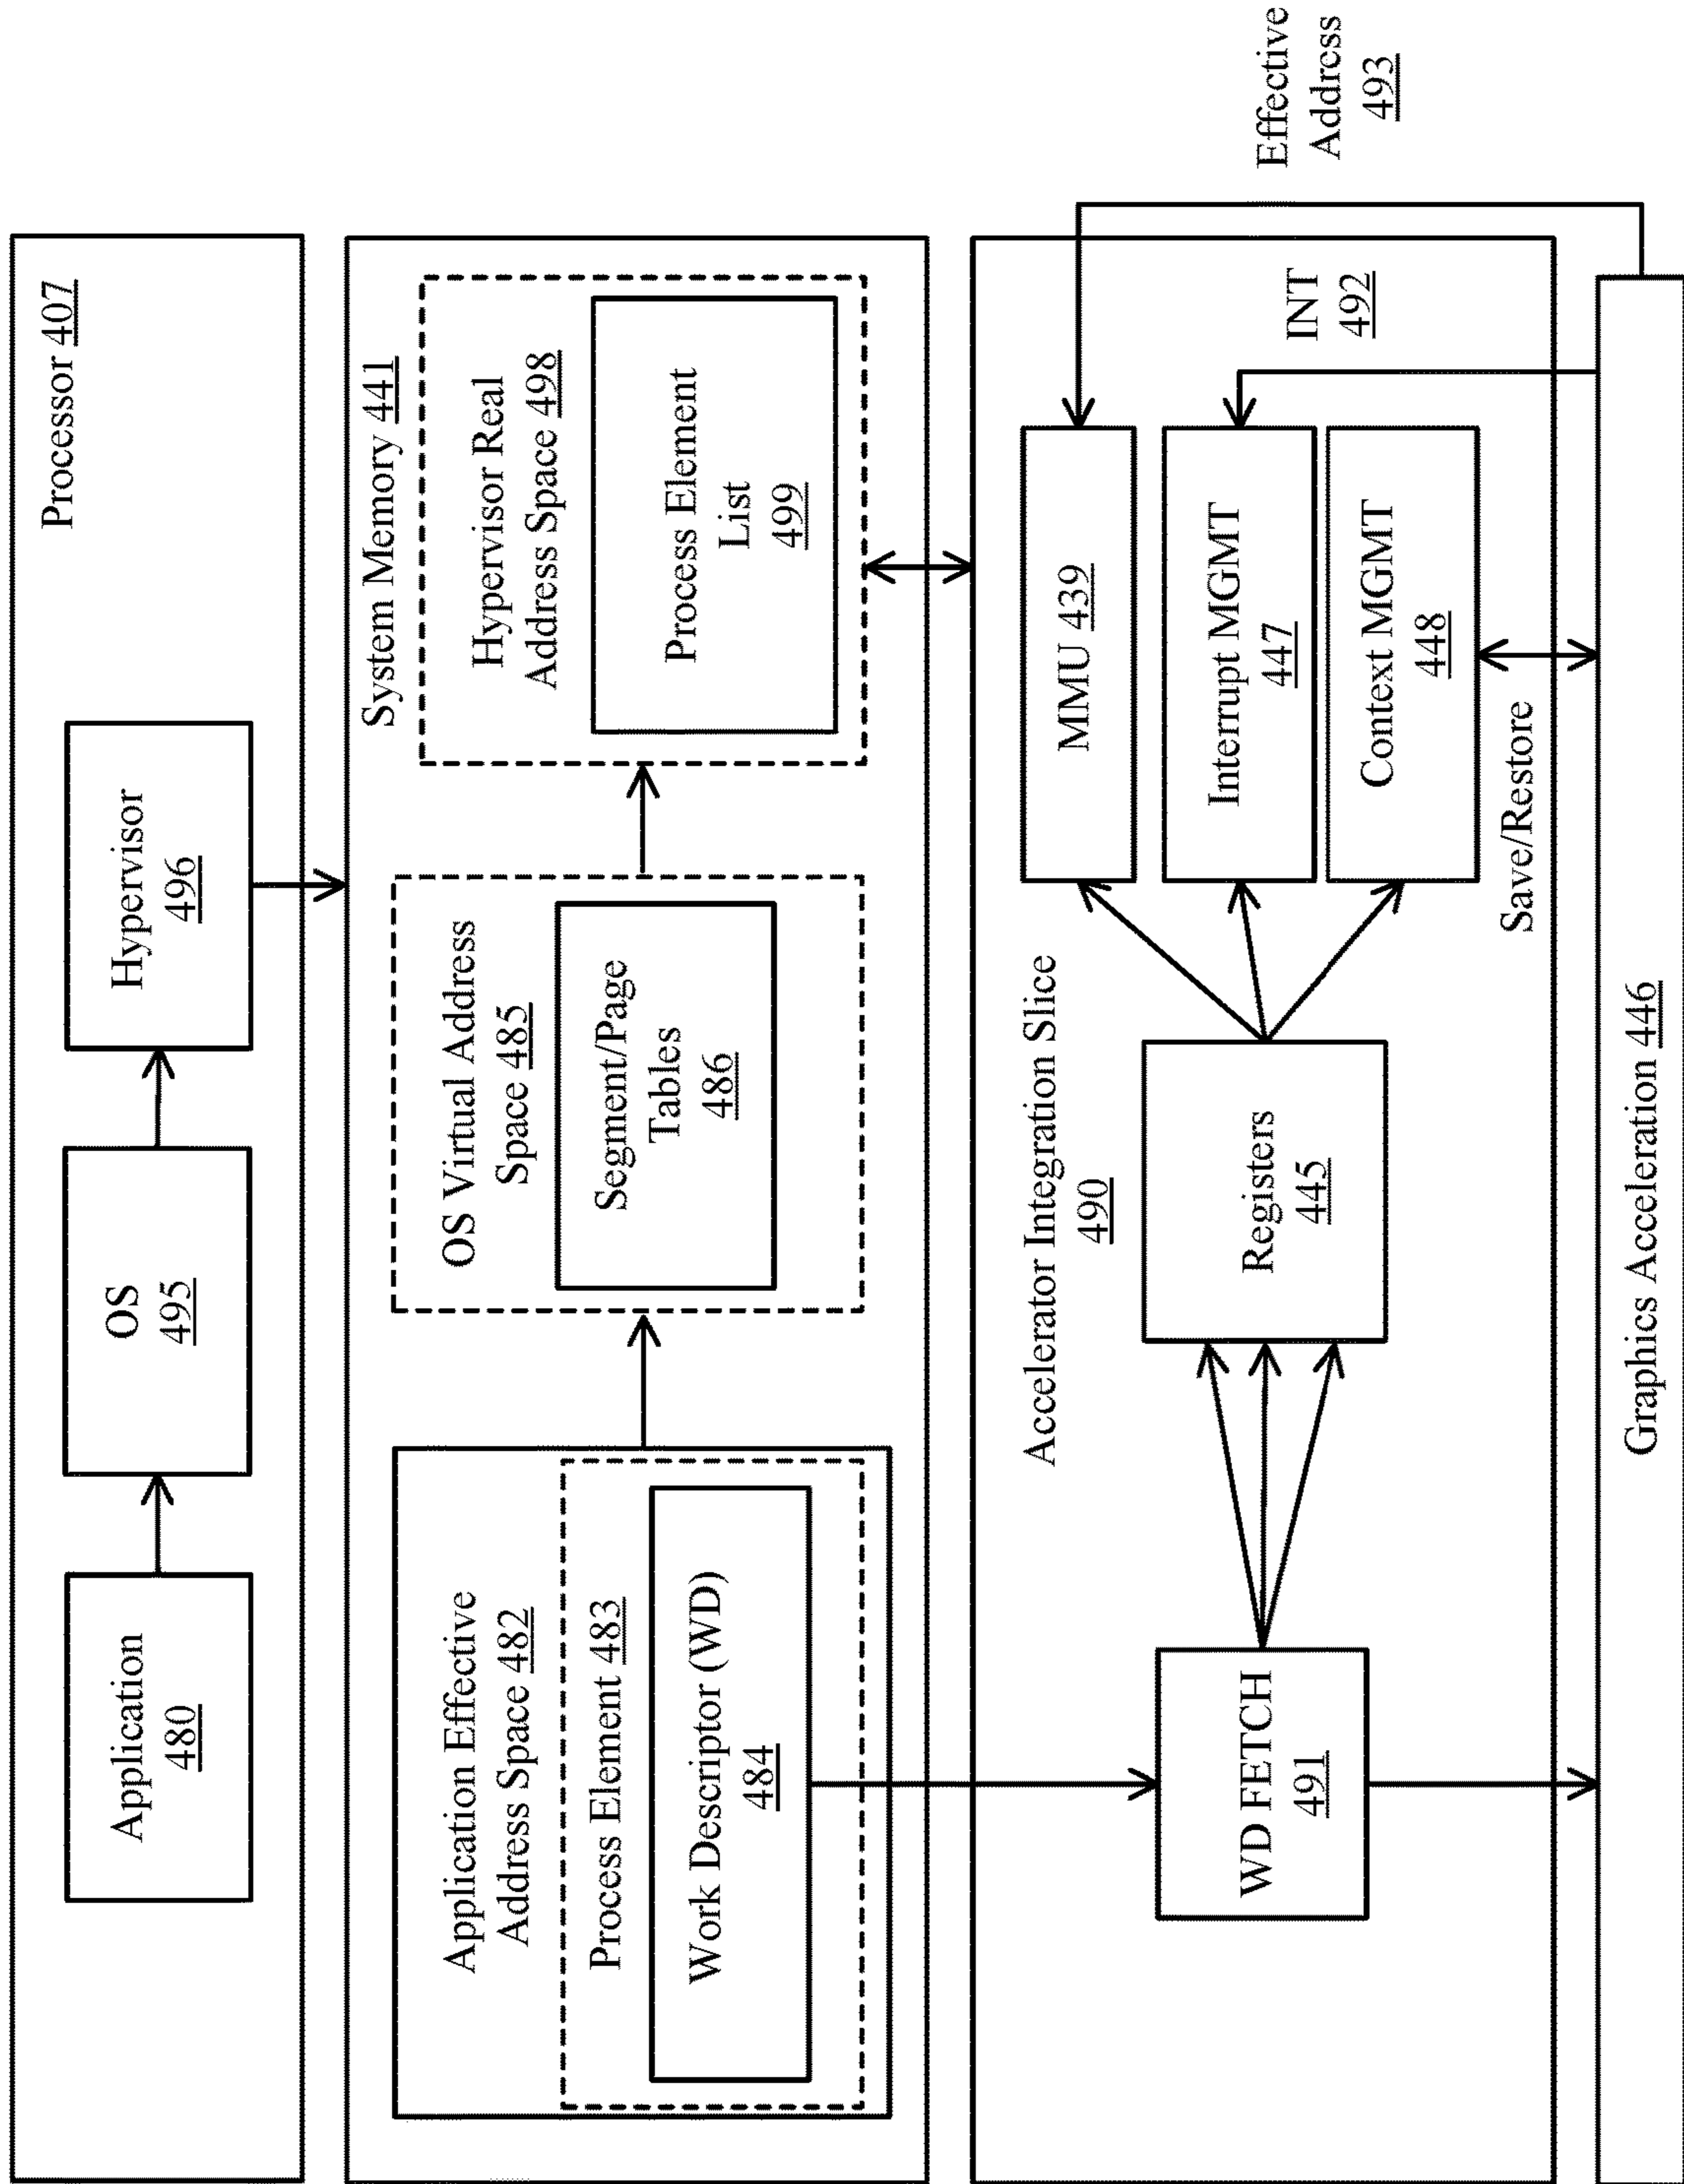 Processor 407
Application
480
OS
495
Hypervisor
496
System Memory 441
Application Effective
Address Space 482
Process Element 483
Work Descriptor (WD)
484
OS Virtual Address
Space 485
Segment/Page
Tables
486
Hypervisor Real
Address Space 498
Process Element
List
499
Accelerator Integration Slice
490
WD FETCH
491
Registers
445
MMU 439
Interrupt MGMT
447
Context MGMT
448
INT
492
Effective
Address
493
Save/Restore
Graphics Acceleration 446